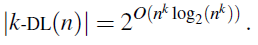 |k-DL(n)| = 2^{O(n^k log_2(n^k))} .